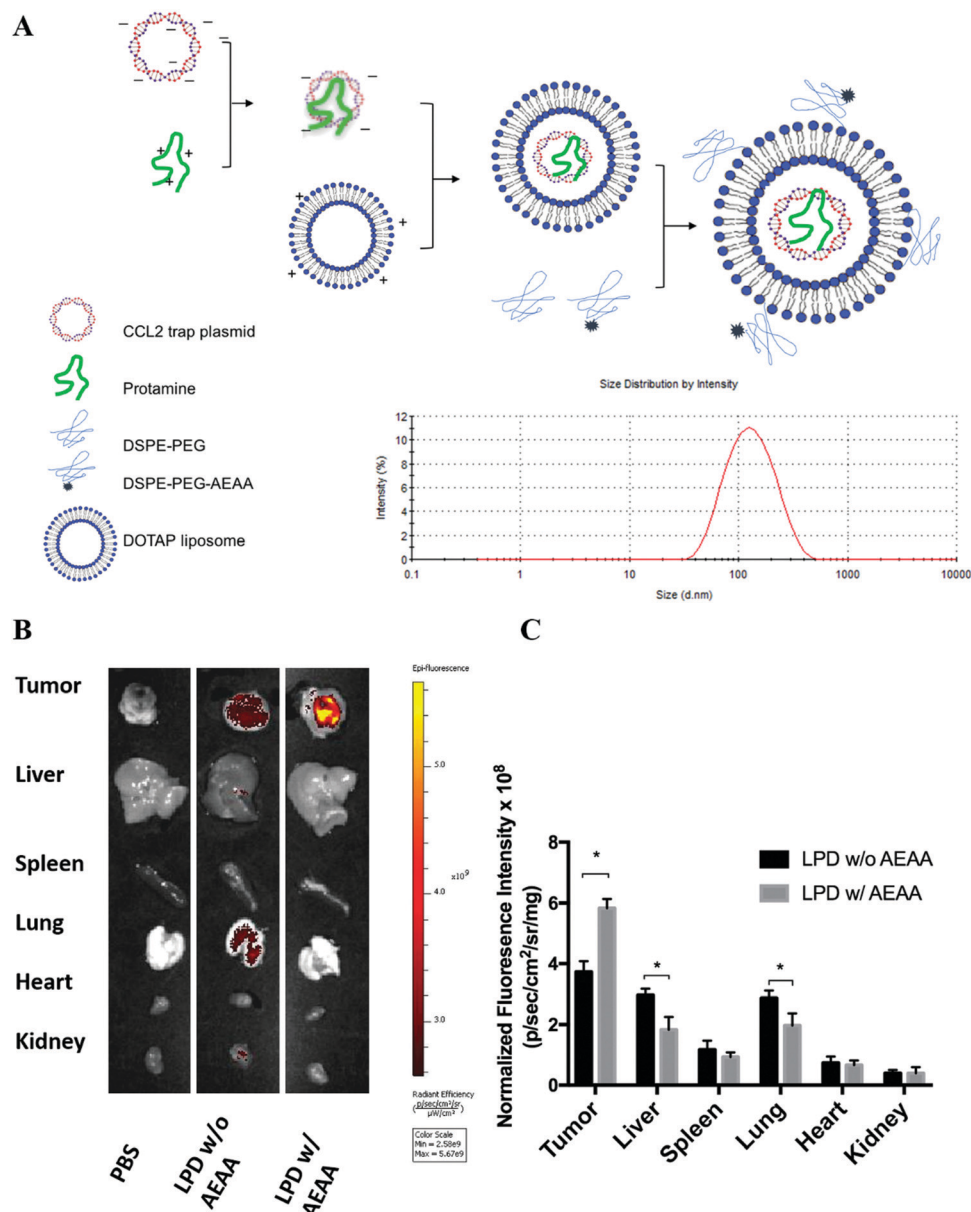 A
CCL2 trap plasmid
Protamine
DSPE-PEG
DSPE-PEG-AEAA
DOTAP liposome
Size Distribution by Intensity
Intensity (%)
12
10
8
6
4
2
0
0.1 1 10 100 1000 10000
Size (d.nm)
B
Tumor
Liver
Spleen
Lung
Heart
Kidney
PBS
LPD w/o
AEAA
LPD w/
AEAA
Epi-fluorescence
5.0
x10⁹
4.0
3.0
Radiant Efficiency
(p/sec/cm²/sr
µW/cm²)
Color Scale
Min = 2.58e9
Max = 5.67e9
C
Normalized Fluoresence Intensity x 10⁸
(p/sec/cm²/sr/mg)
8
6
4
2
0
* * *
LPD w/o AEAA
LPD w/ AEAA
Tumor Liver Spleen Lung Heart Kidney